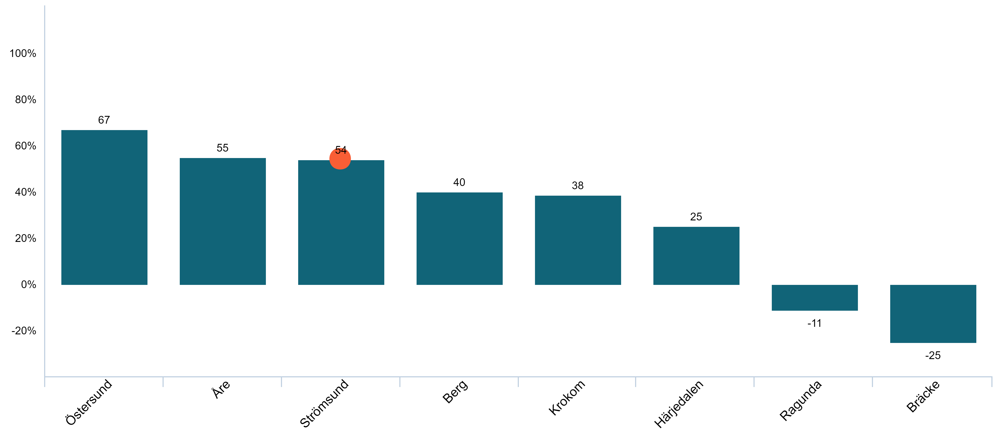 100%
80%
60%
40%
20%
0%
-20%
67
55
54
40
38
25
-11
-25
Östersund
Åre
Strömsund
Berg
Krokom
Härjedalen
Ragunda
Bräcke